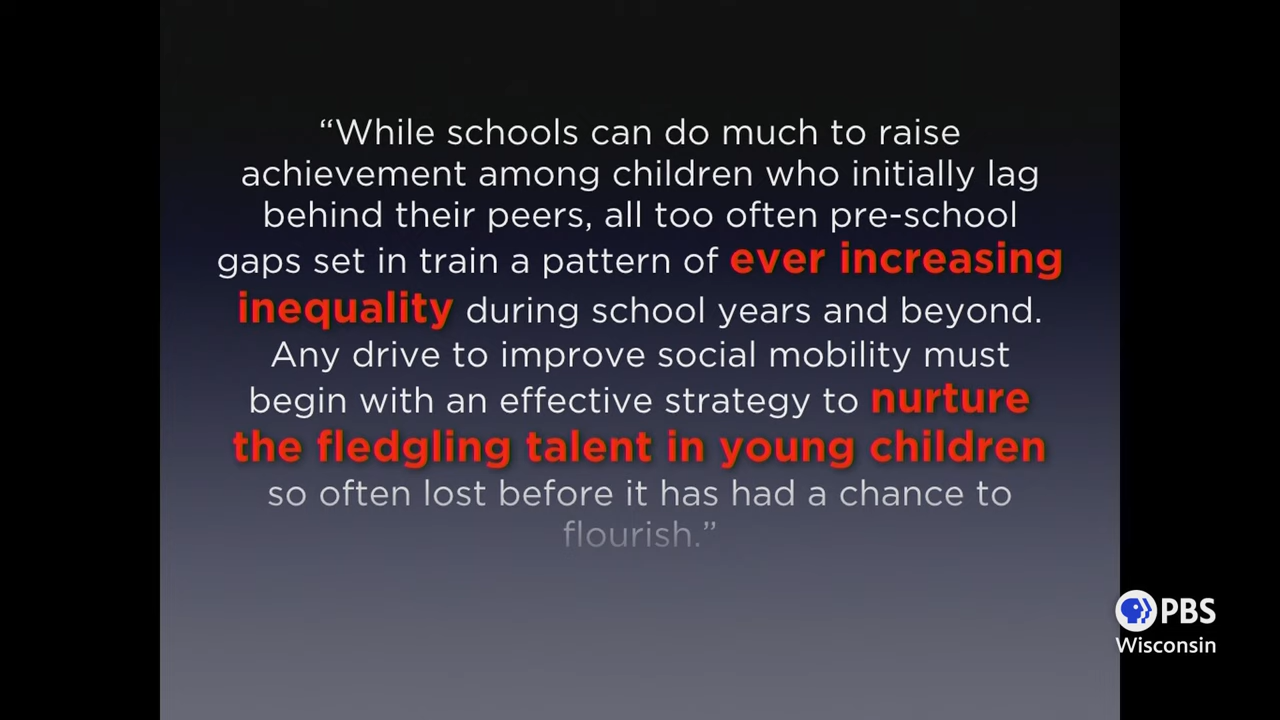 “While schools can do much to raise
achievement among children who initially lag
behind their peers, all too often pre-school
gaps set in train a pattern of ever increasing
inequality during school years and beyond.
Any drive to improve social mobility must
begin with an effective strategy to nurture
the fledgling talent in young children
so often lost before it has had a chance to
flourish.”
PBS
Wisconsin